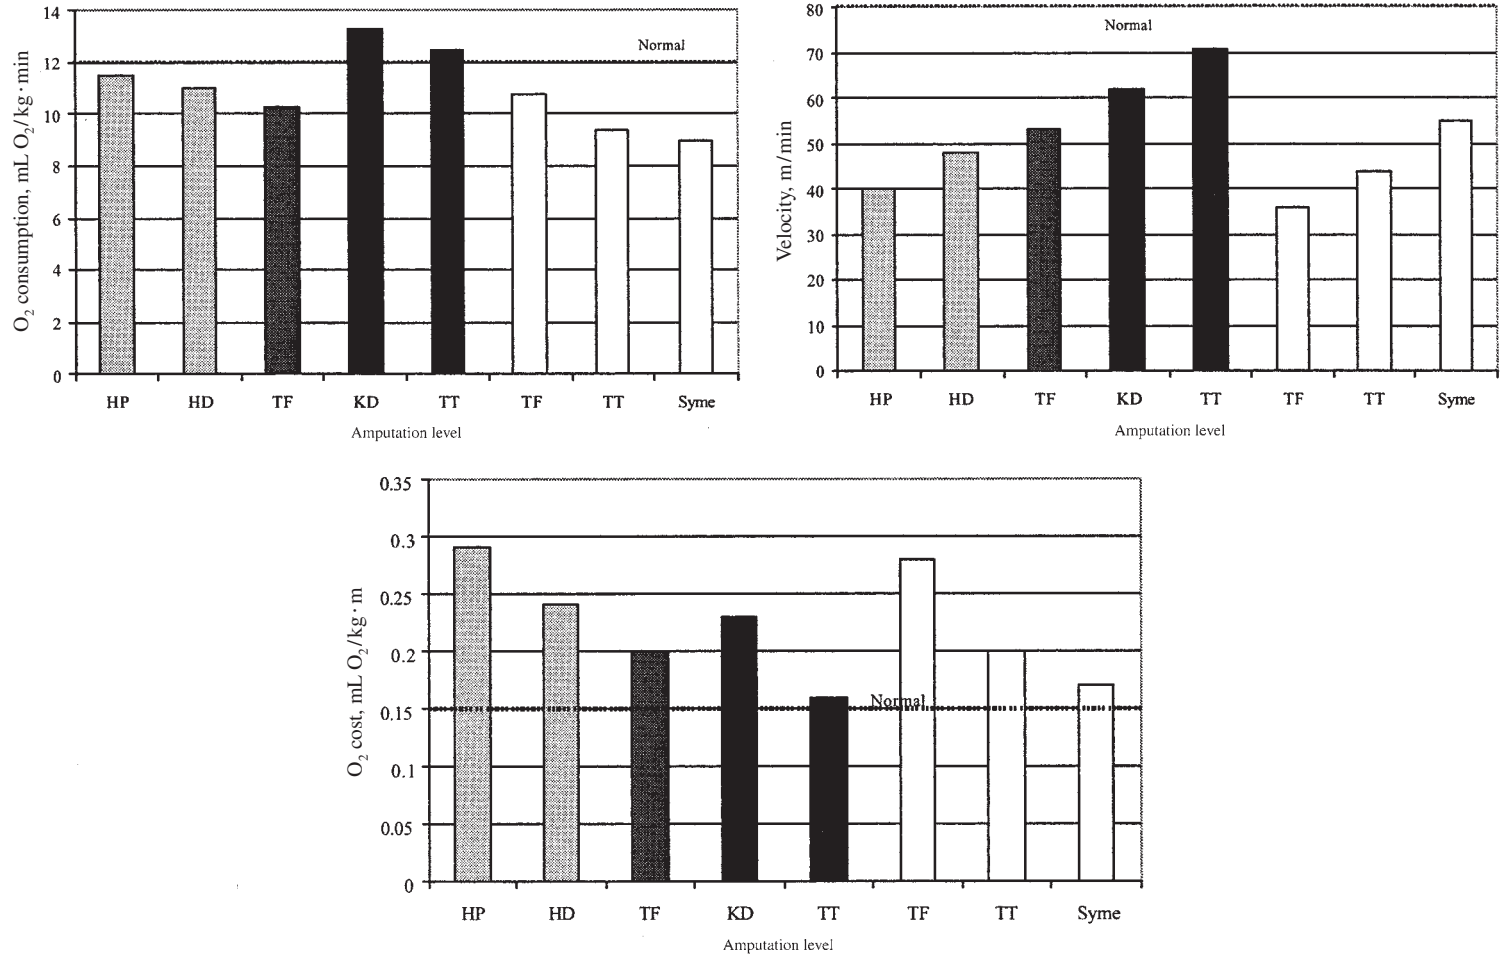 O2 consumption, mL O2/kg·min
14
12
10
8
6
4
2
0
Normal
HP HD TF KD TT TF TT Syme
Amputation level
Velocity, m/min
80
70
60
50
40
30
20
10
0
Normal
HP HD TF KD TT TF TT Syme
Amputation level
O2 cost, mL O2/kg·m
0.35
0.3
0.25
0.2
0.15
0.1
0.05
0
Normal
HP HD TF KD TT TF TT Syme
Amputation level